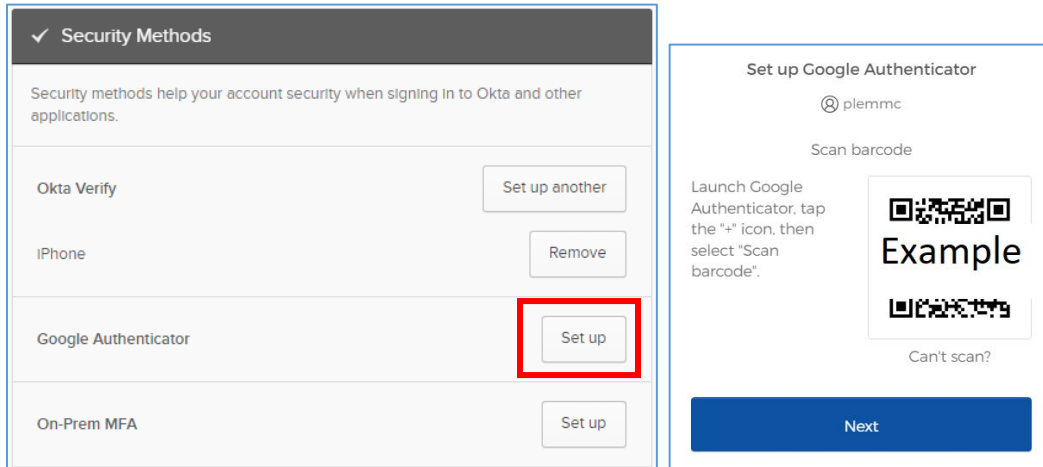 ✓ Security Methods
Security methods help your account security when signing in to Okta and other
applications.
Okta Verify
Set up another
iPhone
Remove
Google Authenticator
Set up
On-Prem MFA
Set up
Set up Google Authenticator
plemmc
Scan barcode
Launch Google
Authenticator, tap
the "+" icon, then
select "Scan
barcode".
Example
Can't scan?
Next